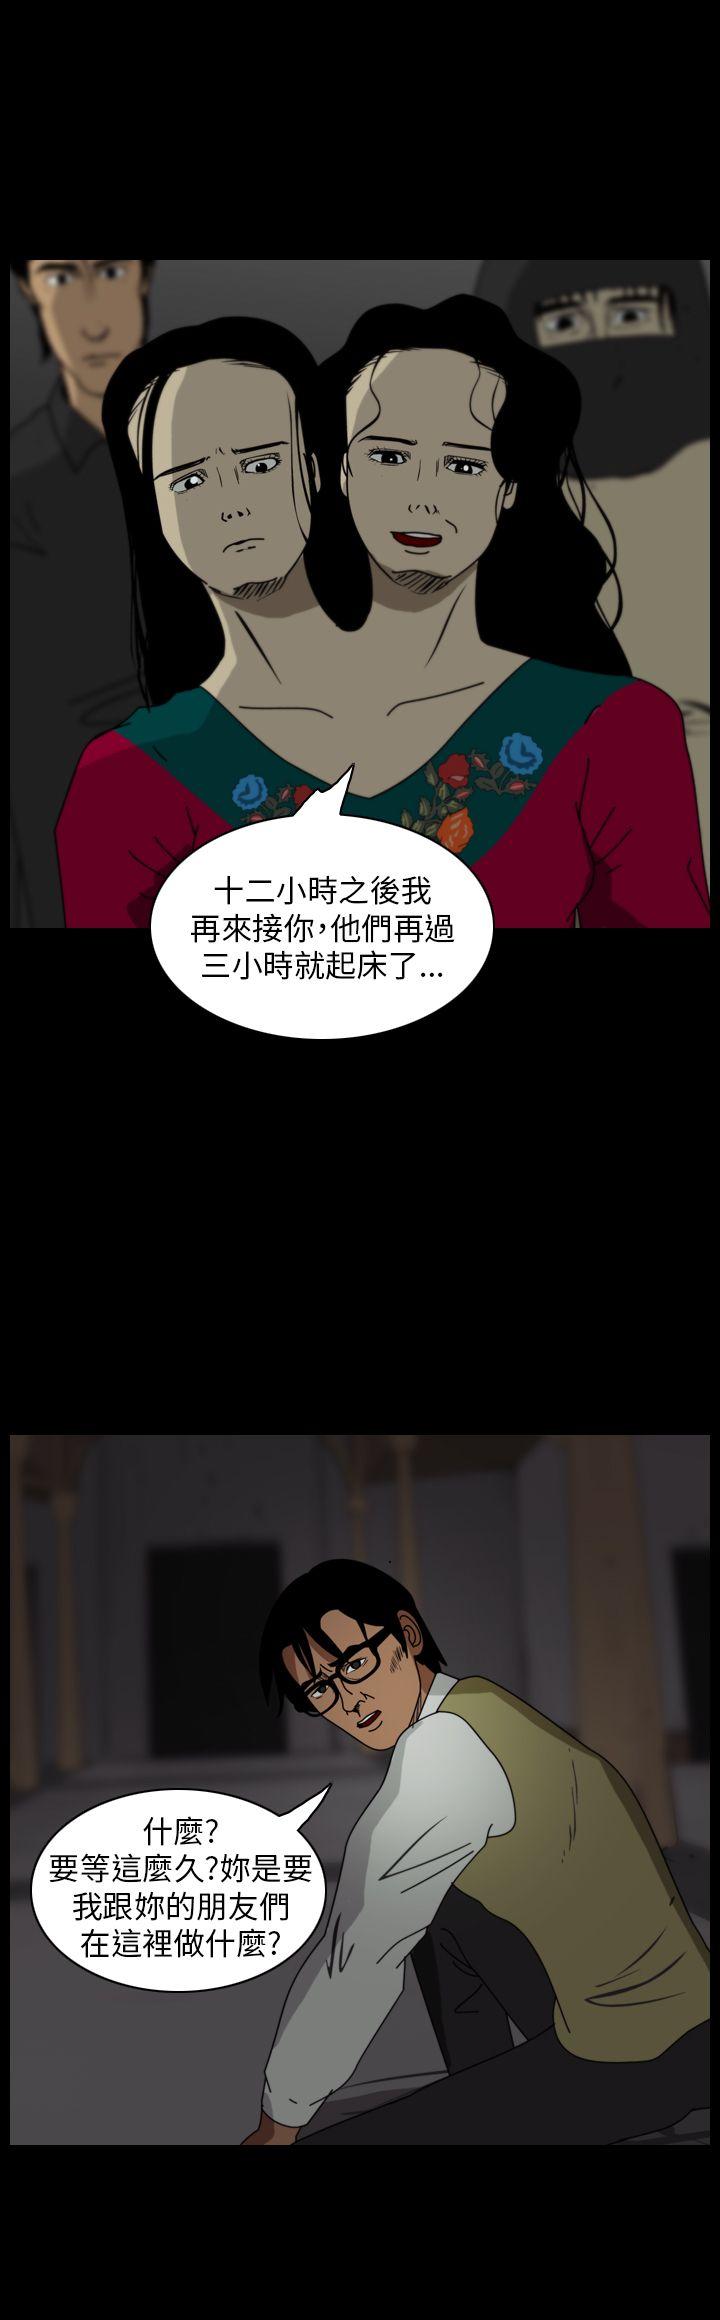 十二小時之後我
再來接你，他們再過
三小時就起床了...
什麼?
要等這麼久?妳是要
我跟妳的朋友們
在這裡做什麼?